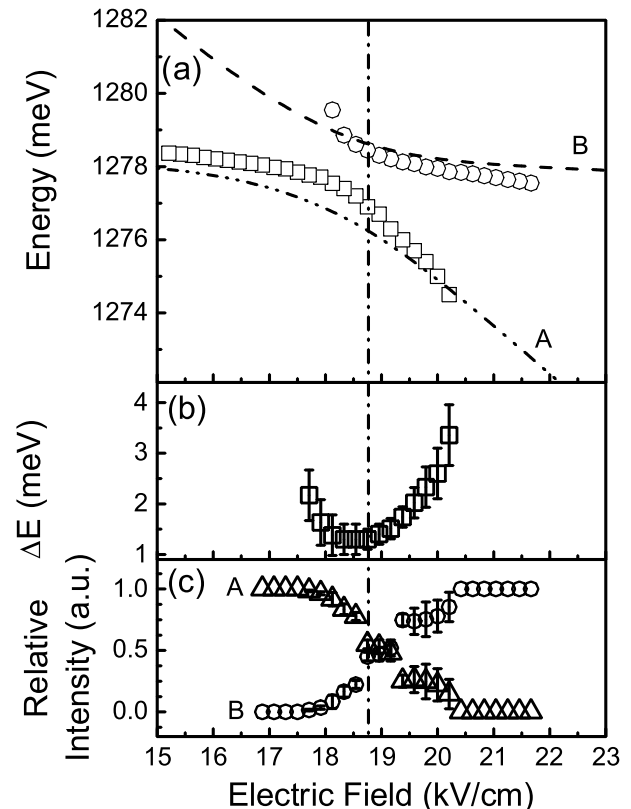 1282
(a)
1280
B
1278
1276
A
1274
Energy (meV)
(b)
4
3
2
1
ΔE (meV)
(c)
A
1.0
0.5
B
0.0
Relative
Intensity (a.u.)
15 16 17 18 19 20 21 22 23
Electric Field (kV/cm)